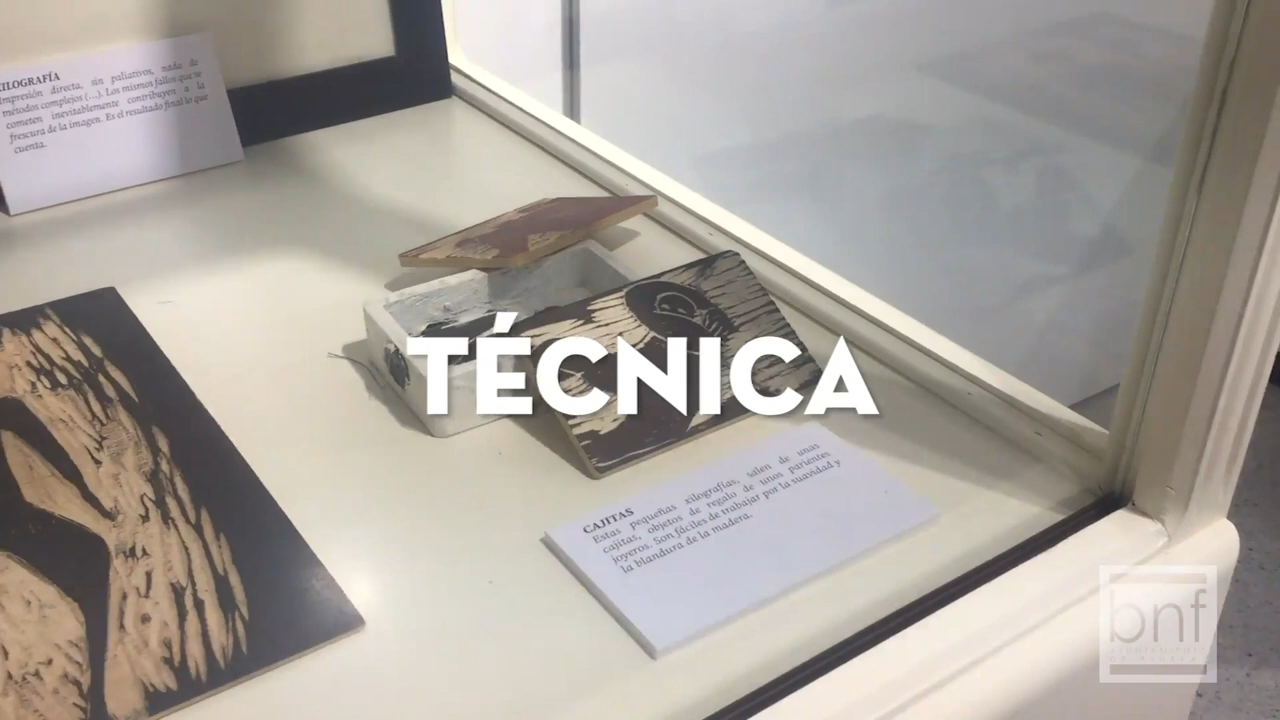 XILOGRAFÍA
Impresión directa, sin paliativos, nada de
métodos complejos (...). Los mismos fallos que se
cometen inevitablemente contribuyen a la
frescura de la imagen. Es el resultado final lo que
cuenta.
TÉCNICA
CAJITAS
Estas pequeñas xilografías, salen de unas
cajitas, objetos de regalo de unos parientes
joyeros. Son fáciles de trabajar por la suavidad y
la blandura de la madera.
bnf